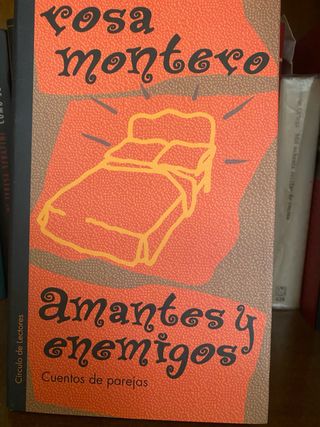 rosa
montero
amantes y
enemigos
Cuentos de parejas
Círculo de Lectores